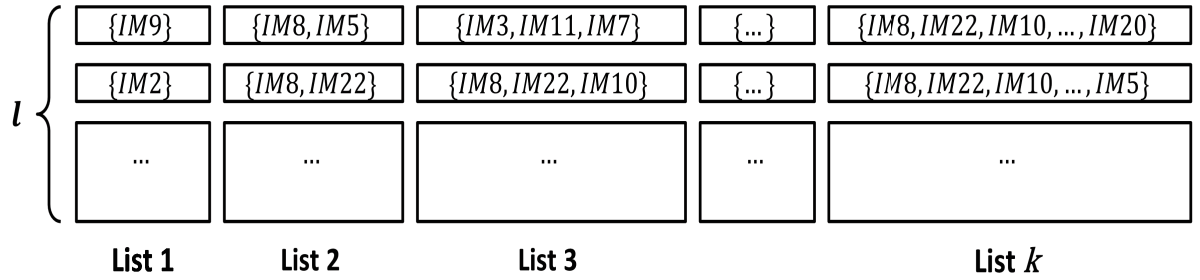 {IM9} {IM8, IM5} {IM3, IM11, IM7} {...} {IM8, IM22, IM10, ..., IM20}
l {IM2} {IM8, IM22} {IM8, IM22, IM10} {...} {IM8, IM22, IM10, ..., IM5}
... ... ... ... ...
List 1 List 2 List 3 List k